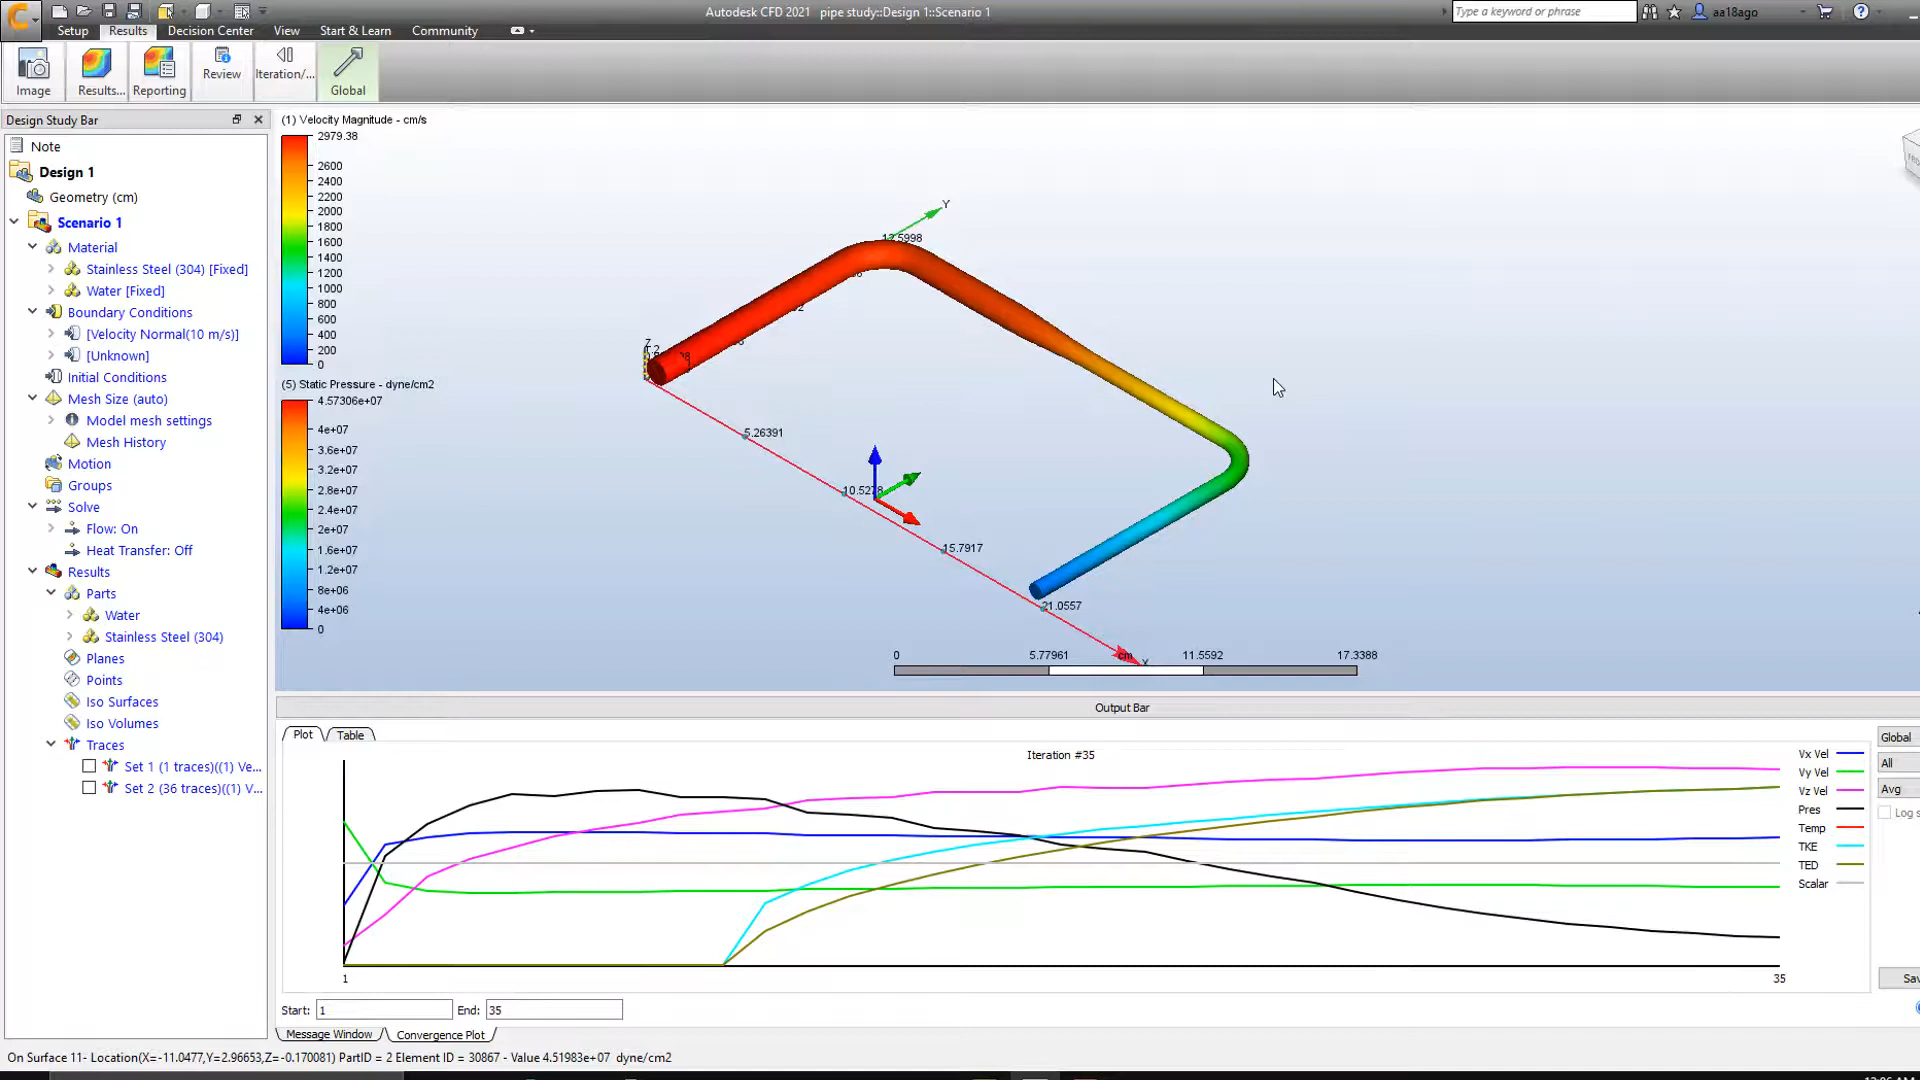 Autodesk CFD 2021 pipe study::Design 1::Scenario 1
Type a keyword or phrase
aa18ago
Setup Results Decision Center View Start & Learn Community
Image Results... Reporting Review Iteration/... Global
Design Study Bar
Note
Design 1
Geometry (cm)
Scenario 1
Material
Stainless Steel (304) [Fixed]
Water [Fixed]
Boundary Conditions
[Velocity Normal(10 m/s)]
[Unknown]
Initial Conditions
Mesh Size (auto)
Model mesh settings
Mesh History
Motion
Groups
Solve
Flow: On
Heat Transfer: Off
Results
Parts
Water
Stainless Steel (304)
Planes
Points
Iso Surfaces
Iso Volumes
Traces
Set 1 (1 traces)((1) Ve...
Set 2 (36 traces)((1) V...
(1) Velocity Magnitude - cm/s
2979.38
2600
2400
2200
2000
1800
1600
1400
1200
1000
800
600
400
200
0
(5) Static Pressure - dyne/cm2
4.57306e+07
4e+07
3.6e+07
3.2e+07
2.8e+07
2.4e+07
2e+07
1.6e+07
1.2e+07
8e+06
4e+06
0
Y
12.5998
Z
5.26391
10.5278
15.7917
21.0557
X
0 5.77961 cm 11.5592 17.3388
Output Bar
Plot Table
Iteration #35
Vx Vel
Vy Vel
Vz Vel
Pres
Temp
TKE
TED
Scalar
1 35
Global
All
Avg
Log s
Sav
Start: 1 End: 35
Message Window Convergence Plot
On Surface 11- Location(X=-11.0477,Y=2.96653,Z=-0.170081) PartID = 2 Element ID = 30867 - Value 4.51983e+07 dyne/cm2